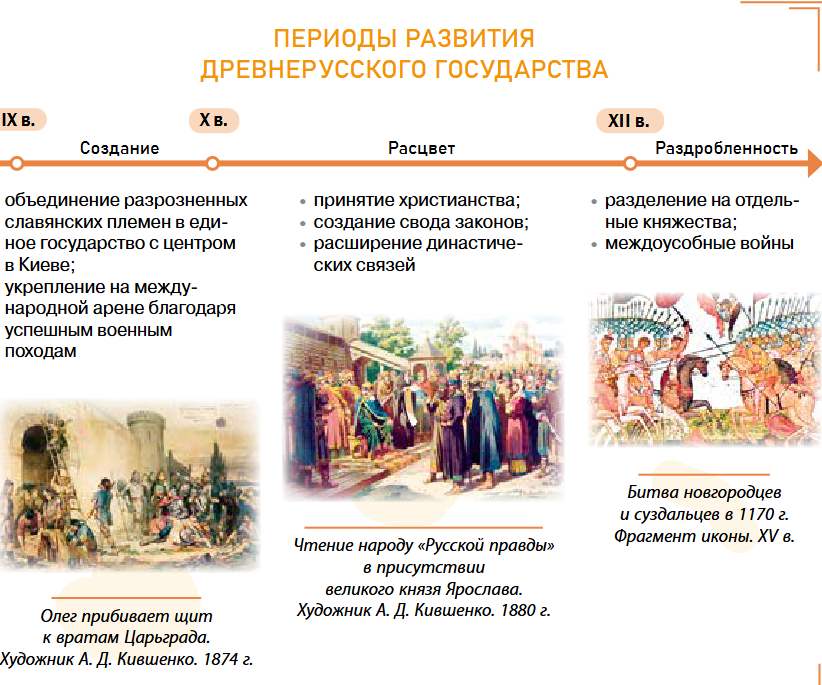 ПЕРИОДЫ РАЗВИТИЯ
ДРЕВНЕРУССКОГО ГОСУДАРСТВА
IX в.
X в.
XII в.
Создание
Расцвет
Раздробленность
объединение разрозненных
славянских племен в еди-
ное государство с центром
в Киеве;
укрепление на между-
народной арене благодаря
успешным военным
походам
• принятие христианства;
• создание свода законов;
• расширение династиче-
ских связей
• разделение на отдель-
ные княжества;
• междоусобные войны
Олег прибивает щит
к вратам Царьграда.
Художник А. Д. Кившенко. 1874 г.
Чтение народу «Русской правды»
в присутствии
великого князя Ярослава.
Художник А. Д. Кившенко. 1880 г.
Битва новгородцев
и суздальцев в 1170 г.
Фрагмент иконы. XV в.